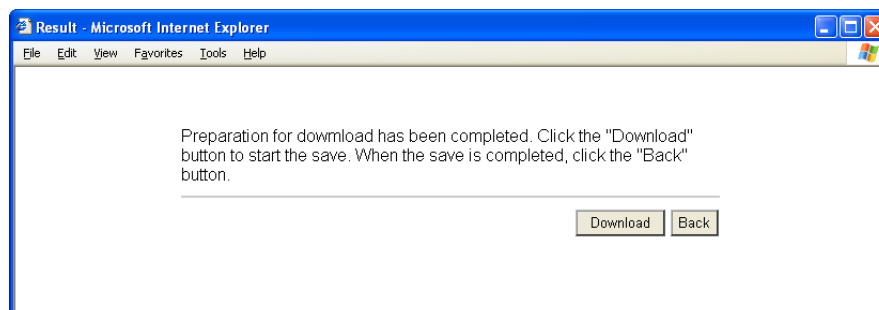 Result - Microsoft Internet Explorer
File Edit View Favorites Tools Help
Preparation for dowmload has been completed. Click the "Download"
button to start the save. When the save is completed, click the "Back"
button.
Download Back